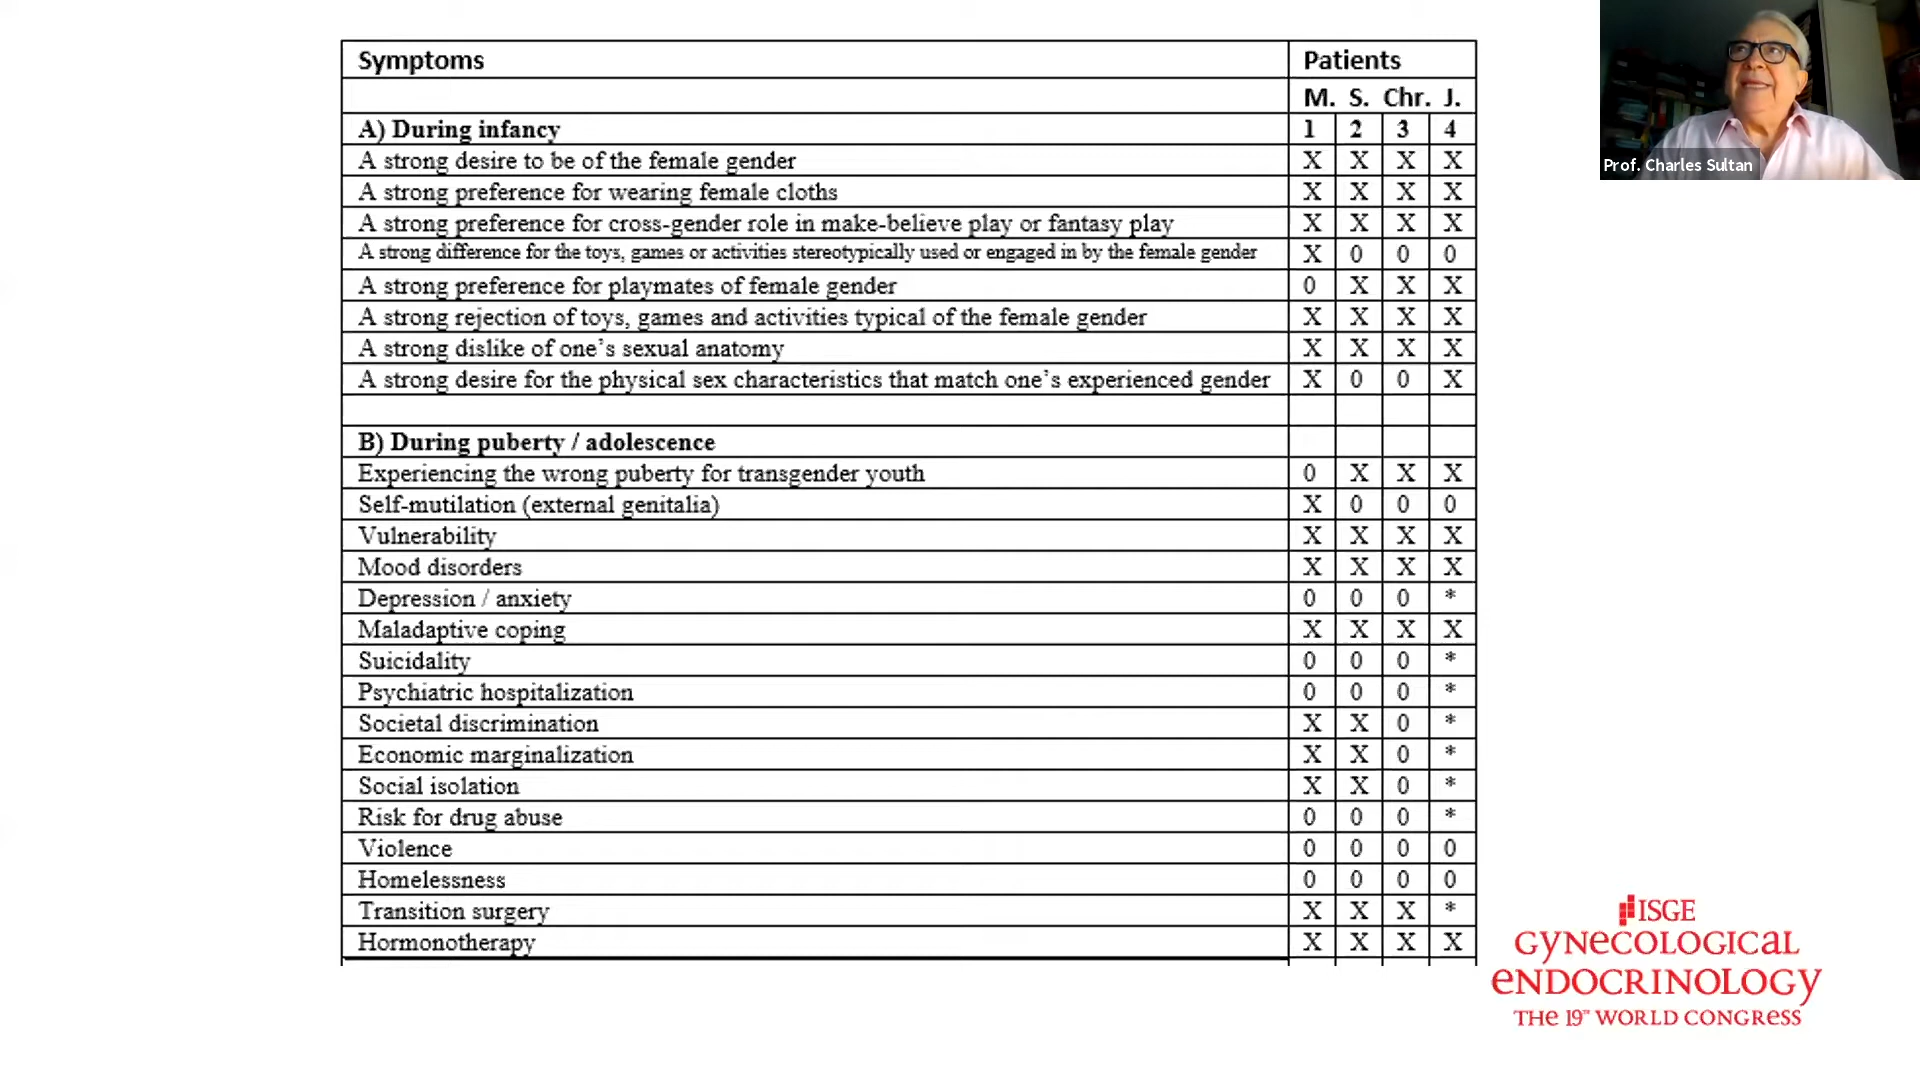 Symptoms Patients
M. S. Chr. J.
A) During infancy 1 2 3 4
A strong desire to be of the female gender X X X X
A strong preference for wearing female cloths X X X X
A strong preference for cross-gender role in make-believe play or fantasy play X X X X
A strong difference for the toys, games or activities stereotypically used or engaged in by the female gender X 0 0 0
A strong preference for playmates of female gender 0 X X X
A strong rejection of toys, games and activities typical of the female gender X X X X
A strong dislike of one's sexual anatomy X X X X
A strong desire for the physical sex characteristics that match one's experienced gender X 0 0 X
B) During puberty / adolescence
Experiencing the wrong puberty for transgender youth 0 X X X
Self-mutilation (external genitalia) X 0 0 0
Vulnerability X X X X
Mood disorders X X X X
Depression / anxiety 0 0 0 *
Maladaptive coping X X X X
Suicidality 0 0 0 *
Psychiatric hospitalization 0 0 0 *
Societal discrimination X X 0 *
Economic marginalization X X 0 *
Social isolation X X 0 *
Risk for drug abuse 0 0 0 *
Violence 0 0 0 0
Homelessness 0 0 0 0
Transition surgery X X X *
Hormonotherapy X X X X
Prof. Charles Sultan
ISGE
GYNECOLOGICAL
ENDOCRINOLOGY
THE 19TH WORLD CONGRESS